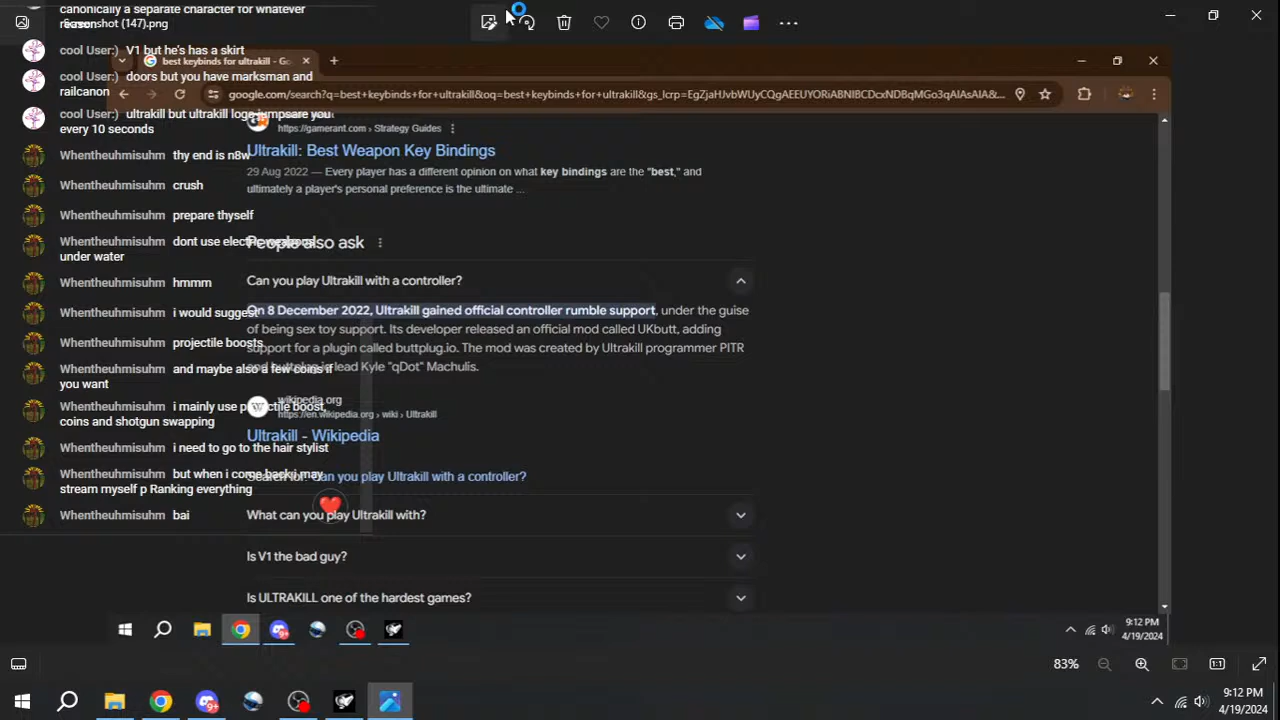 canonically a separate character for whatever
reason
Screenshot (147).png
cool User:) V1 but he's has a skirt
cool User:) doors but you have marksman and
railcanon
cool User:) ultrakill but ultrakill loge jumpsare you
every 10 seconds
Whentheuhmisuhm thy end is n8w
Whentheuhmisuhm crush
Whentheuhmisuhm prepare thyself
Whentheuhmisuhm dont use electric weapons
under water
Whentheuhmisuhm hmmm
Whentheuhmisuhm i would suggest
Whentheuhmisuhm projectile boosts
Whentheuhmisuhm and maybe also a few coins if
you want
Whentheuhmisuhm i mainly use projectile boost,
coins and shotgun swapping
Whentheuhmisuhm i need to go to the hair stylist
Whentheuhmisuhm but when i come back i may
stream myself p Ranking everything
Whentheuhmisuhm bai
best keybinds for ultrakill - Go
google.com/search?q=best+keybinds+for+ultrakill&oq=best+keybinds+for+ultrakill&gs_lcrp=EgZjaHJvbWUyCQgAEEUYORiABNIBCDcxNDBqMGo3qAIAsAIA&...
https://gamerant.com › Strategy Guides
Ultrakill: Best Weapon Key Bindings
29 Aug 2022 — Every player has a different opinion on what key bindings are the "best," and
ultimately a player's personal preference is the ultimate ...
People also ask
Can you play Ultrakill with a controller?
On 8 December 2022, Ultrakill gained official controller rumble support, under the guise
of being sex toy support. Its developer released an official mod called UKbutt, adding
support for a plugin called buttplug.io. The mod was created by Ultrakill programmer PITR
and buttplug.io lead Kyle "qDot" Machulis.
wikipedia.org
https://en.wikipedia.org › wiki › Ultrakill
Ultrakill - Wikipedia
Search for: Can you play Ultrakill with a controller?
What can you play Ultrakill with?
Is V1 the bad guy?
Is ULTRAKILL one of the hardest games?
9:12 PM
4/19/2024
83%
1:1
9:12 PM
4/19/2024